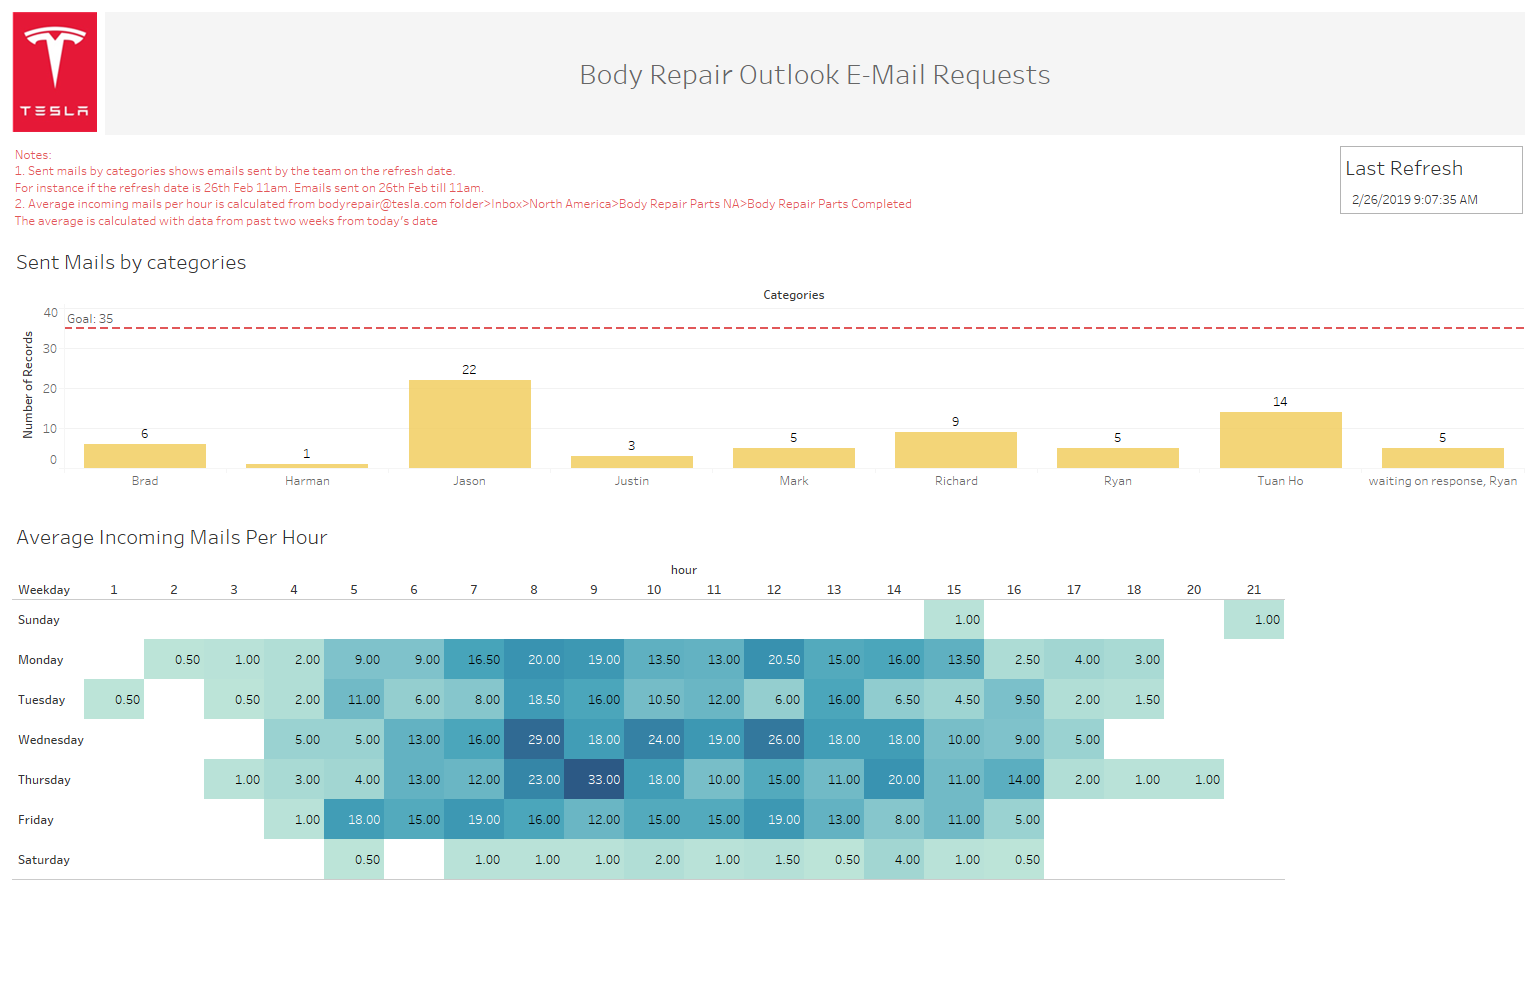 TESLA
Body Repair Outlook E-Mail Requests
Notes:
1. Sent mails by categories shows emails sent by the team on the refresh date.
For instance if the refresh date is 26th Feb 11am. Emails sent on 26th Feb till 11am.
2. Average incoming mails per hour is calculated from bodyrepair@tesla.com folder>Inbox>North America>Body Repair Parts NA>Body Repair Parts Completed
The average is calculated with data from past two weeks from today's date
Last Refresh
2/26/2019 9:07:35 AM
Sent Mails by categories
Categories
Number of Records
40
Goal: 35
30
20
10
0
6 1 22 3 5 9 5 14 5
Brad Harman Jason Justin Mark Richard Ryan Tuan Ho waiting on response, Ryan
Average Incoming Mails Per Hour
hour
Weekday 1 2 3 4 5 6 7 8 9 10 11 12 13 14 15 16 17 18 20 21
Sunday 1.00 1.00
Monday 0.50 1.00 2.00 9.00 9.00 16.50 20.00 19.00 13.50 13.00 20.50 15.00 16.00 13.50 2.50 4.00 3.00
Tuesday 0.50 0.50 2.00 11.00 6.00 8.00 18.50 16.00 10.50 12.00 6.00 16.00 6.50 4.50 9.50 2.00 1.50
Wednesday 5.00 5.00 13.00 16.00 29.00 18.00 24.00 19.00 26.00 18.00 18.00 10.00 9.00 5.00
Thursday 1.00 3.00 4.00 13.00 12.00 23.00 33.00 18.00 10.00 15.00 11.00 20.00 11.00 14.00 2.00 1.00 1.00
Friday 1.00 18.00 15.00 19.00 16.00 12.00 15.00 15.00 19.00 13.00 8.00 11.00 5.00
Saturday 0.50 1.00 1.00 1.00 2.00 1.00 1.50 0.50 4.00 1.00 0.50